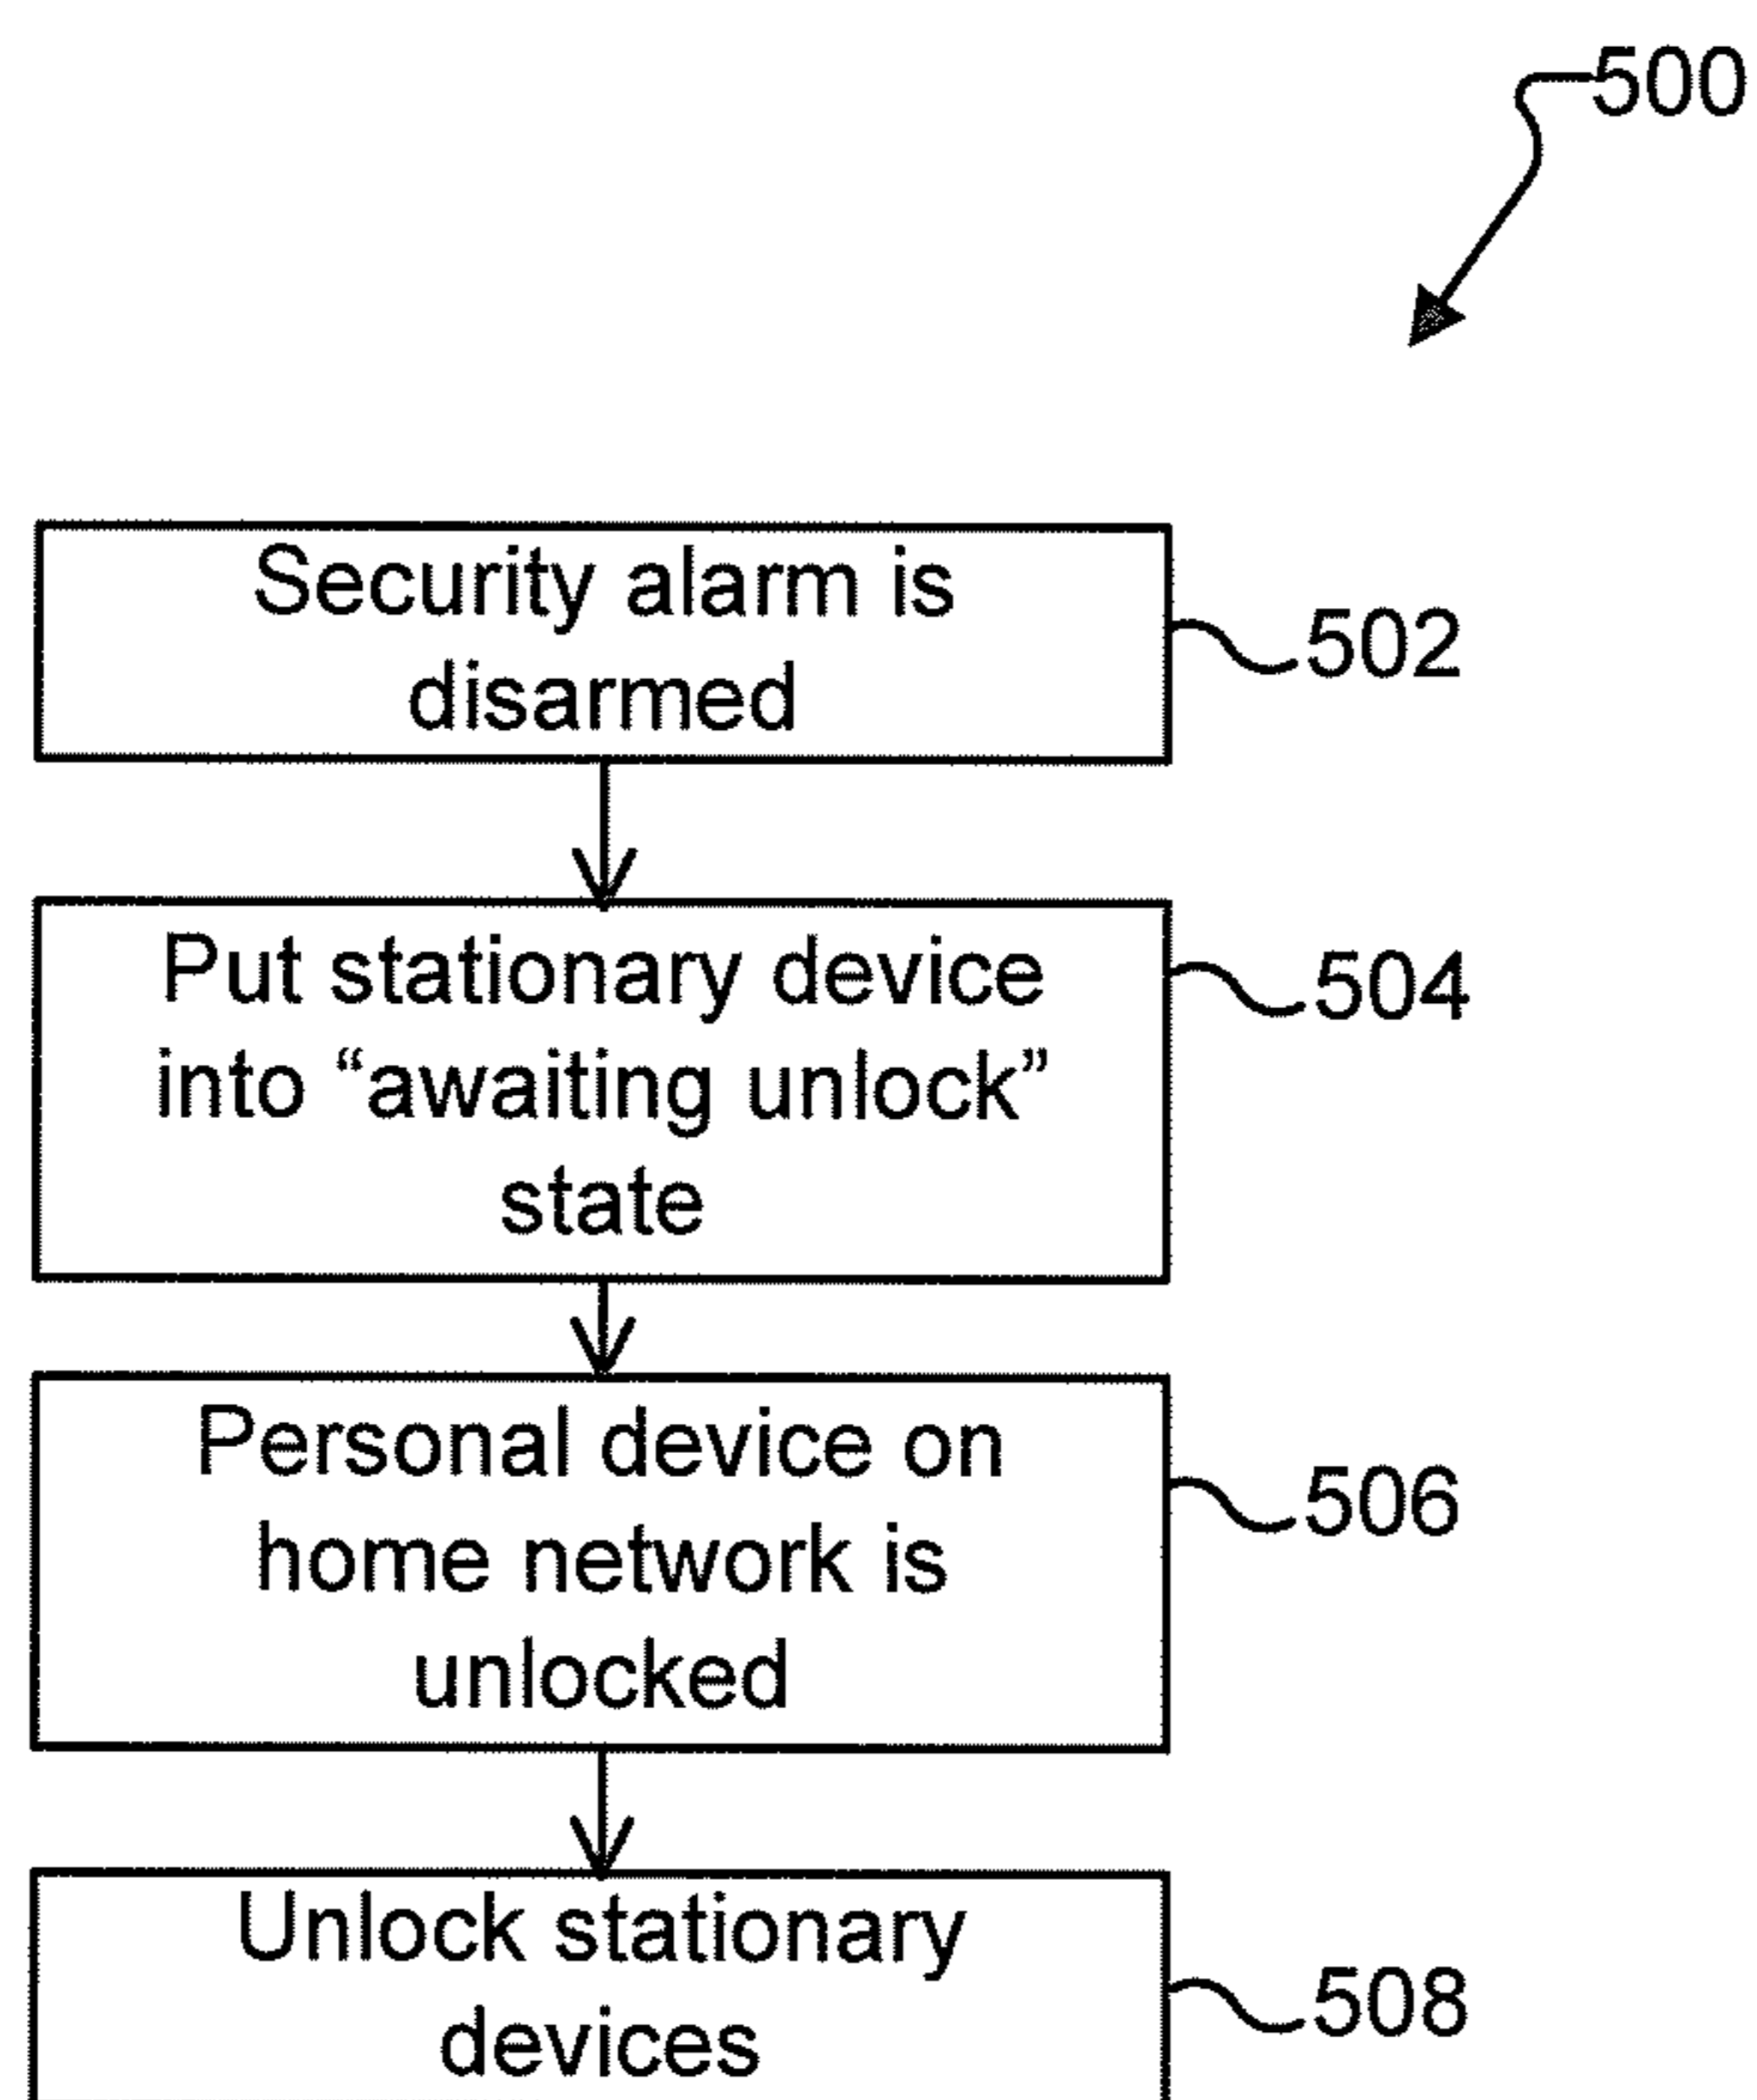 500
Security alarm is
disarmed
502
Put stationary device
into “awaiting unlock”
state
504
Personal device on
home network is
unlocked
506
Unlock stationary
devices
508